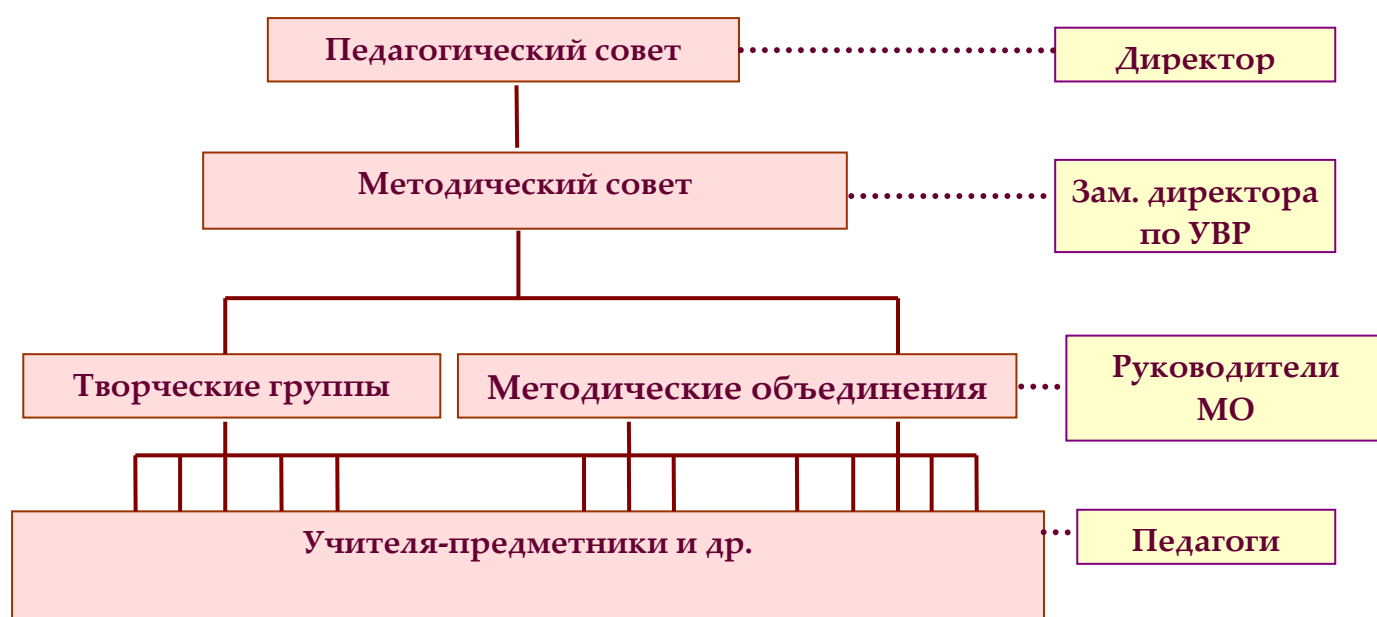 Педагогический совет
Директор
Методический совет
Зам. директора
по УВР
Творческие группы
Методические объединения
Руководители
МО
Учителя-предметники и др.
Педагоги